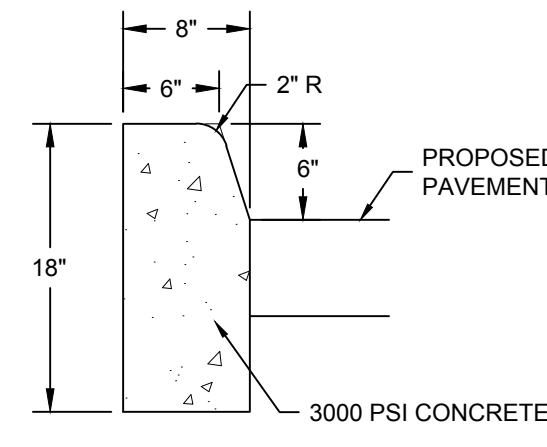 8"
6"
2" R
6"
PROPOSED
PAVEMENT
18"
3000 PSI CONCRETE